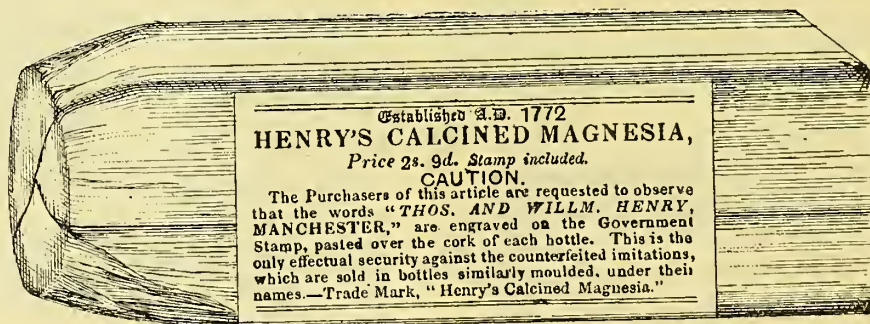 Established A.D. 1772
HENRY'S CALCINED MAGNESIA,
Price 2s. 9d. Stamp included.
CAUTION.
The Purchasers of this article are requested to observe
that the words "THOS. AND WILLM. HENRY,
MANCHESTER," are engraved on the Government
Stamp, pasted over the cork of each bottle. This is the
only effectual security against the counterfeited imitations,
which are sold in bottles similarly moulded, under their
names.—Trade Mark, "Henry's Calcined Magnesia."